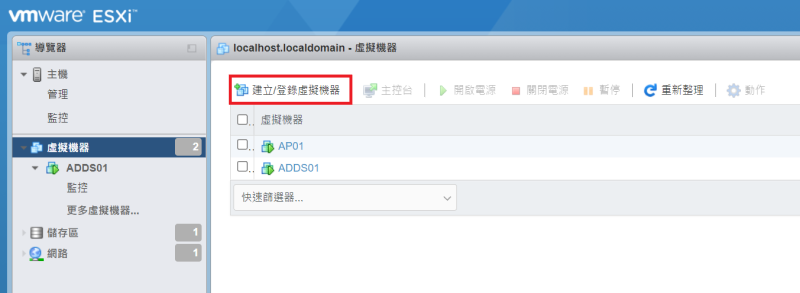 vmware ESXi™
導覽器
主機
管理
監控
虛擬機器 2
ADDS01
監控
更多虛擬機器...
儲存區 1
網路 1
localhost.localdomain - 虛擬機器
建立/登錄虛擬機器 主控台 開啟電源 關閉電源 暫停 重新整理 動作
虛擬機器
AP01
ADDS01
快速篩選器...